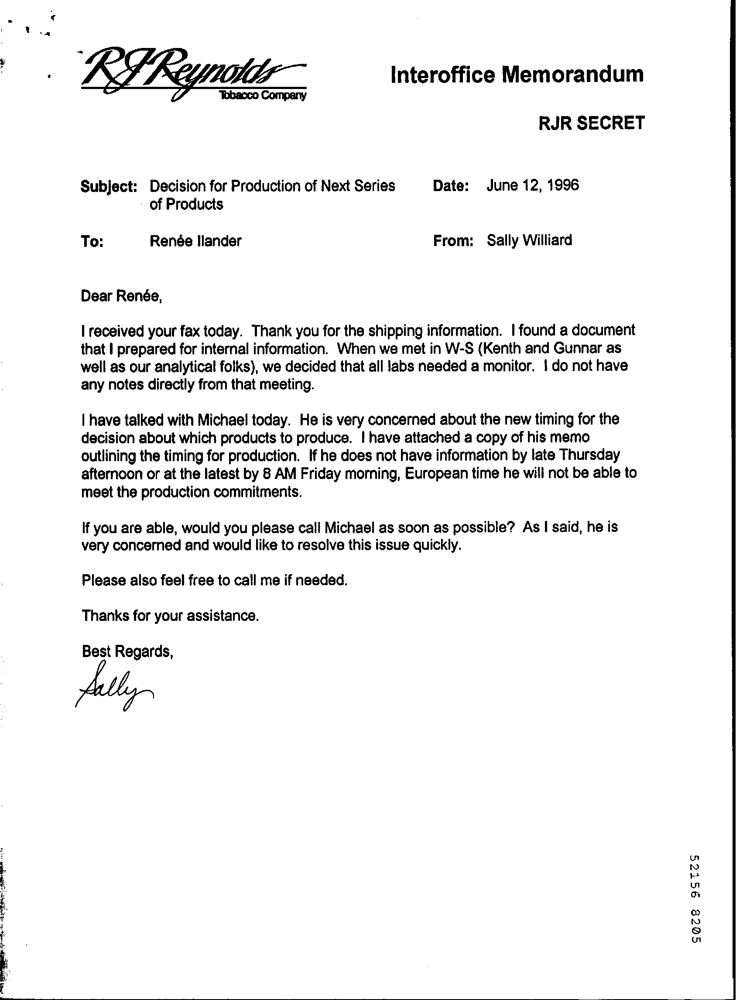 RJReynolds
Tobacco Company
Interoffice Memorandum
RJR SECRET
Subject: Decision for Production of Next Series of Products
Date: June 12, 1996
To: Renée Ilander
From: Sally Williard
Dear Renée,
I received your fax today. Thank you for the shipping information. I found a document
that I prepared for internal information. When we met in W-S (Kenth and Gunnar as
well as our analytical folks), we decided that all labs needed a monitor. I do not have
any notes directly from that meeting.
I have talked with Michael today. He is very concerned about the new timing for the
decision about which products to produce. I have attached a copy of his memo
outlining the timing for production. If he does not have information by late Thursday
afternoon or at the latest by 8 AM Friday morning, European time he will not be able to
meet the production commitments.
If you are able, would you please call Michael as soon as possible? As I said, he is
very concerned and would like to resolve this issue quickly.
Please also feel free to call me if needed.
Thanks for your assistance.
Best Regards,
Sally
52156 8205